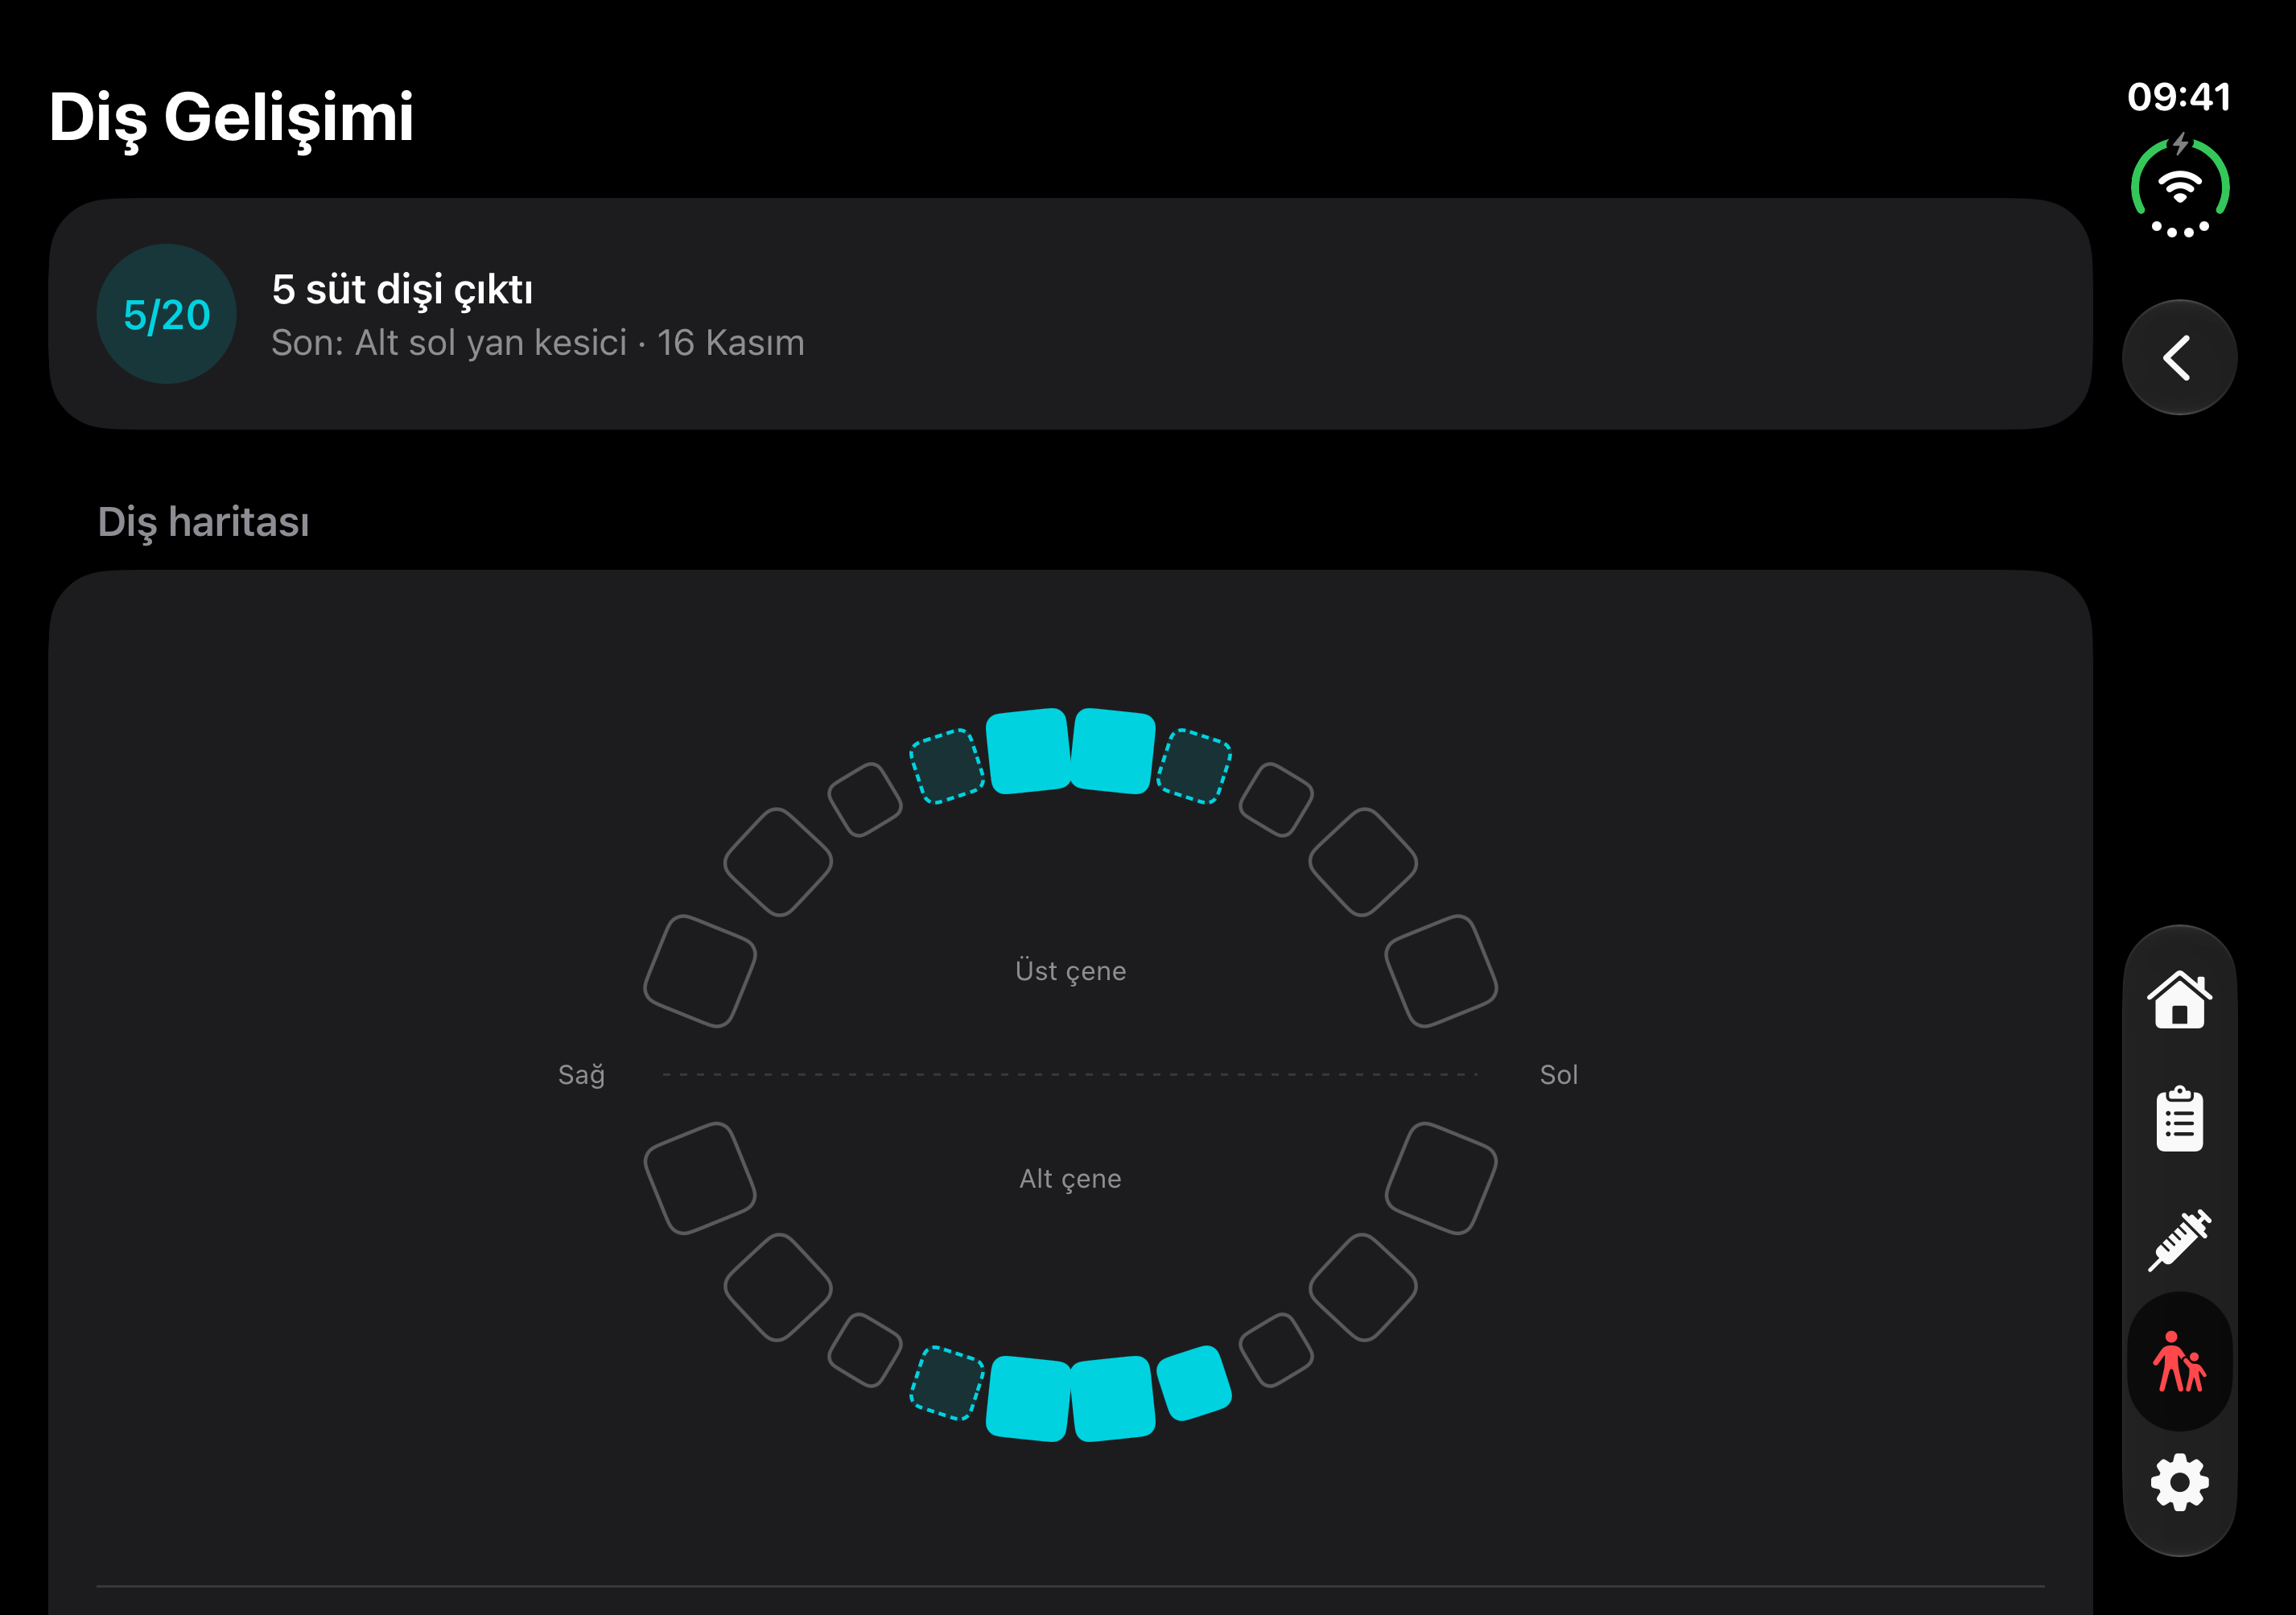 Diş Gelişimi
09:41
5/20
5 süt dişi çıktı
Son: Alt sol yan kesici · 16 Kasım
Diş haritası
Üst çene
Sağ
Sol
Alt çene